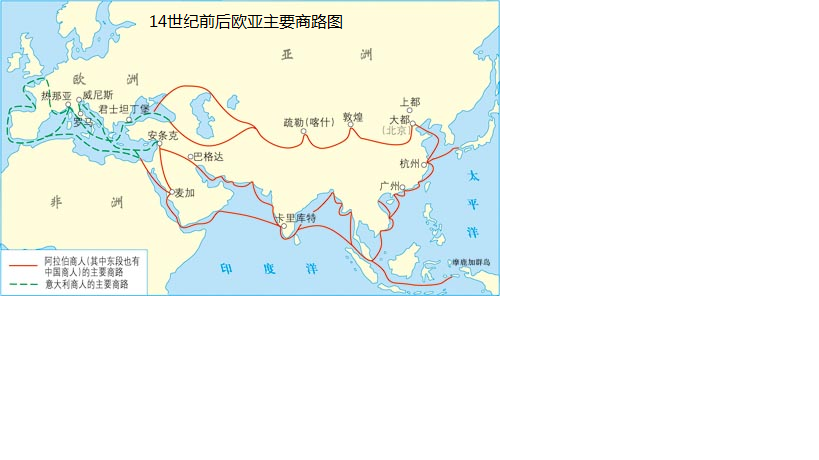 14世纪前后欧亚主要商路图
亚 洲
欧 洲
热那亚
威尼斯
上都
君士坦丁堡
罗马
疏勒(喀什)
敦煌
大都
(北京)
安条克
巴格达
杭州
太平洋
麦加
广州
非 洲
卡里库特
印 度 洋
摩鹿加群岛
阿拉伯商人(其中东段也有
中国商人)的主要商路
意大利商人的主要商路